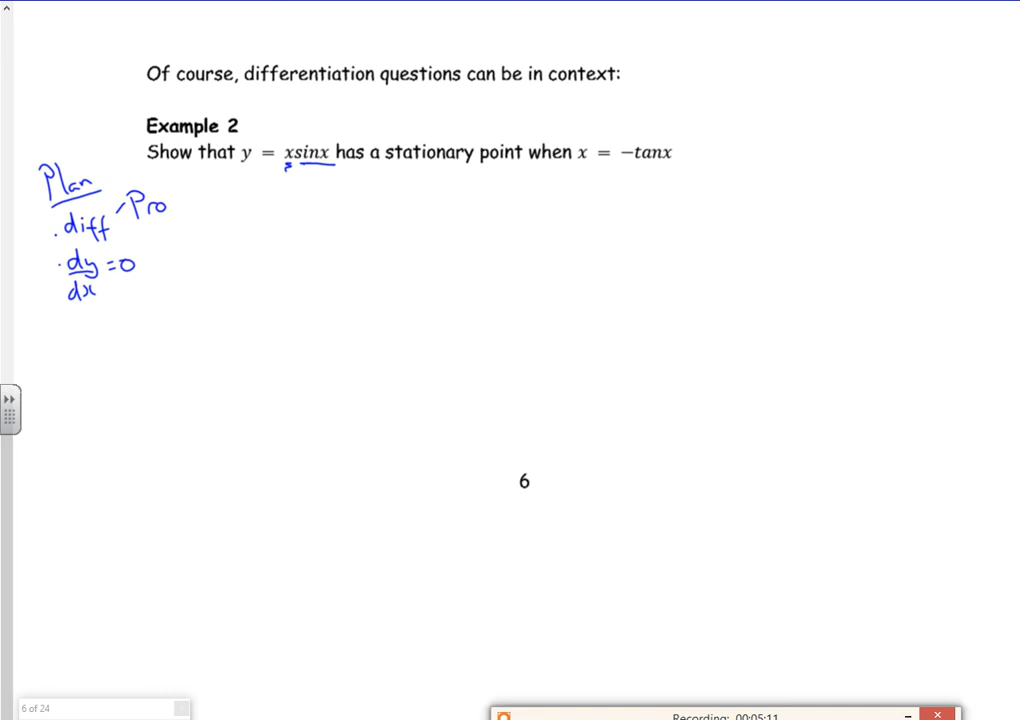 Of course, differentiation questions can be in context:
Example 2
Show that y = xsinx has a stationary point when x = −tanx
Plan
. diff - Pro
. dy = 0
dx
6
6 of 24
Recording: 00:05:11